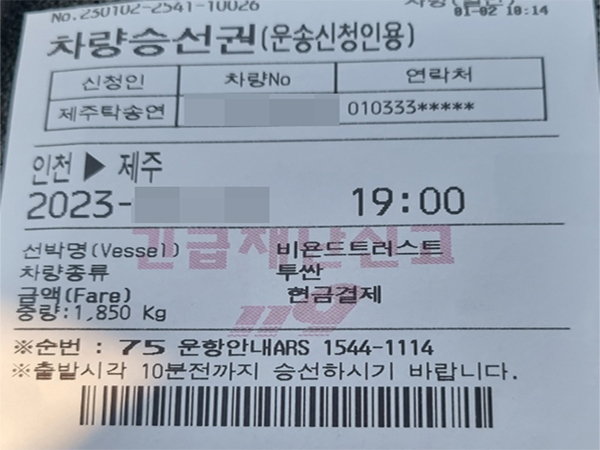 No.230102-2541-10026
01-02 18:14
차량승선권(운송신청인용)
신청인 차량No 연락처
제주탁송연 010333*****
인천 ▶ 제주
2023- 19:00
긴급재난신고
선박명(Vessel) 비욘드트러스트
차량종류 투싼
금액(Fare) 현금결제
중량:1,850 Kg
119
※순번 : 75 운항안내ARS 1544-1114
※출발시각 10분전까지 승선하시기 바랍니다.